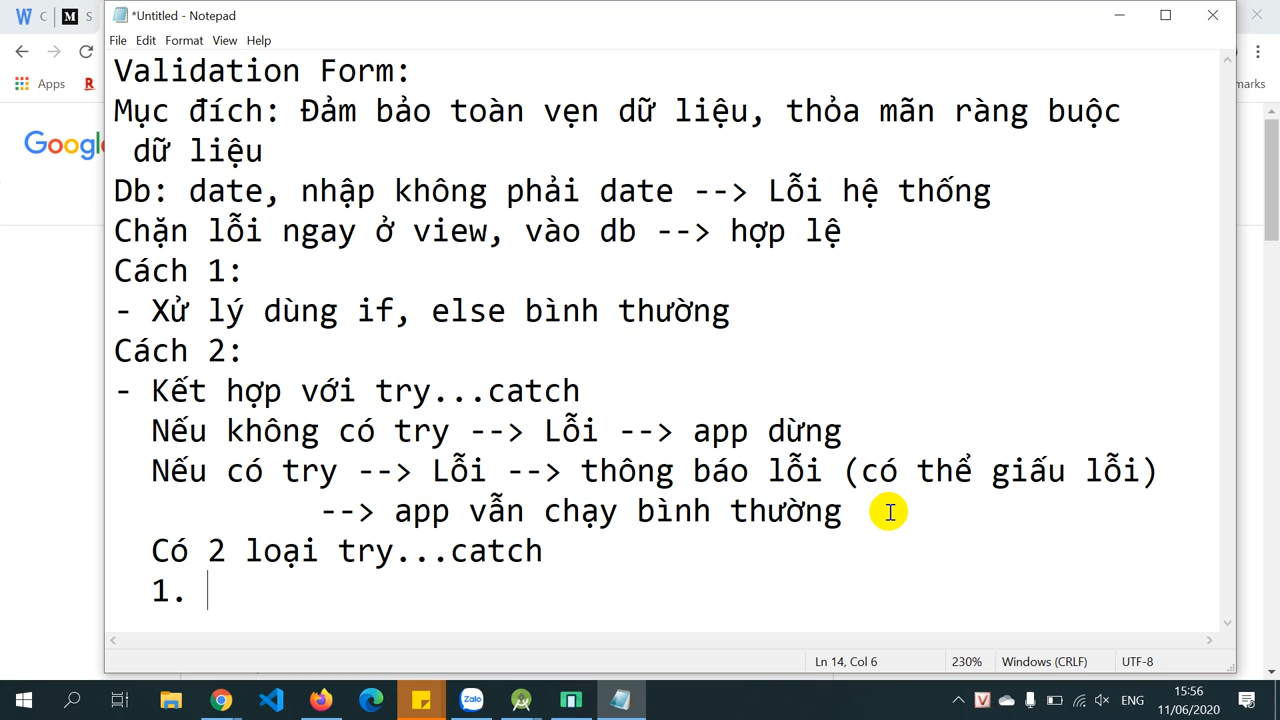 W C
M S
*Untitled - Notepad
File Edit Format View Help
Apps R
marks
Google
Validation Form:
Mục đích: Đảm bảo toàn vẹn dữ liệu, thỏa mãn ràng buộc
dữ liệu
Db: date, nhập không phải date --> Lỗi hệ thống
Chặn lỗi ngay ở view, vào db --> hợp lệ
Cách 1:
- Xử lý dùng if, else bình thường
Cách 2:
- Kết hợp với try...catch
Nếu không có try --> Lỗi --> app dừng
Nếu có try --> Lỗi --> thông báo lỗi (có thể giấu lỗi)
--> app vẫn chạy bình thường
Có 2 loại try...catch
1.
Ln 14, Col 6 230% Windows (CRLF) UTF-8
Zalo V ENG 15:56
11/06/2020